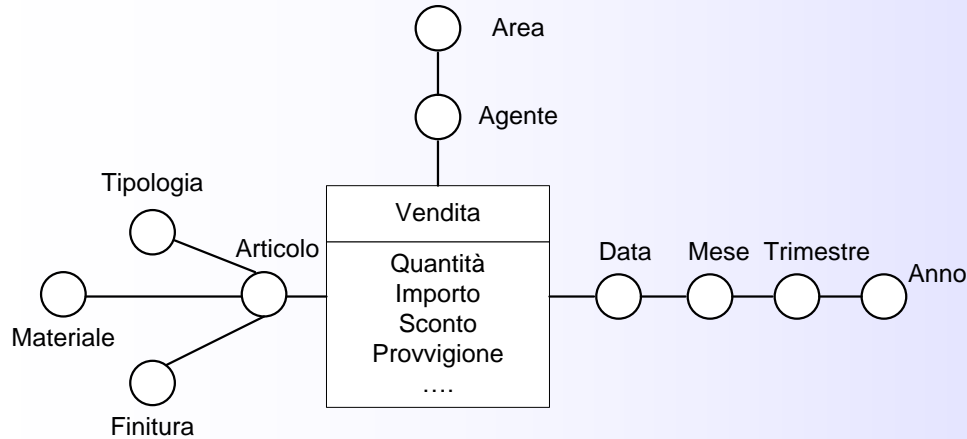 Area
Agente
Tipologia
Vendita
Articolo
Data Mese Trimestre
Anno
Quantità
Importo
Sconto
Provvigione
….
Materiale
Finitura